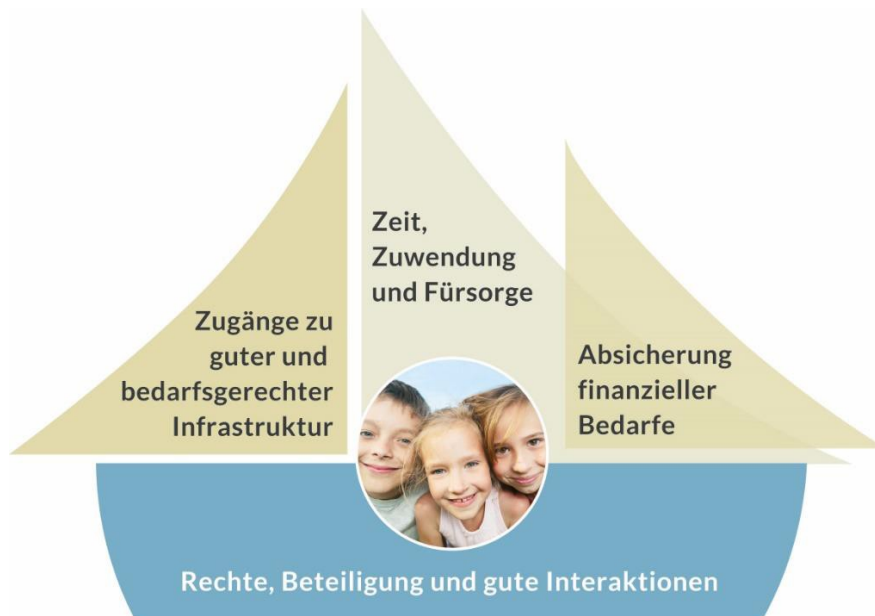 Zeit,
Zuwendung
und Fürsorge
Zugänge zu
guter und
bedarfsgerechter
Infrastruktur
Absicherung
finanzieller
Bedarfe
Rechte, Beteiligung und gute Interaktionen